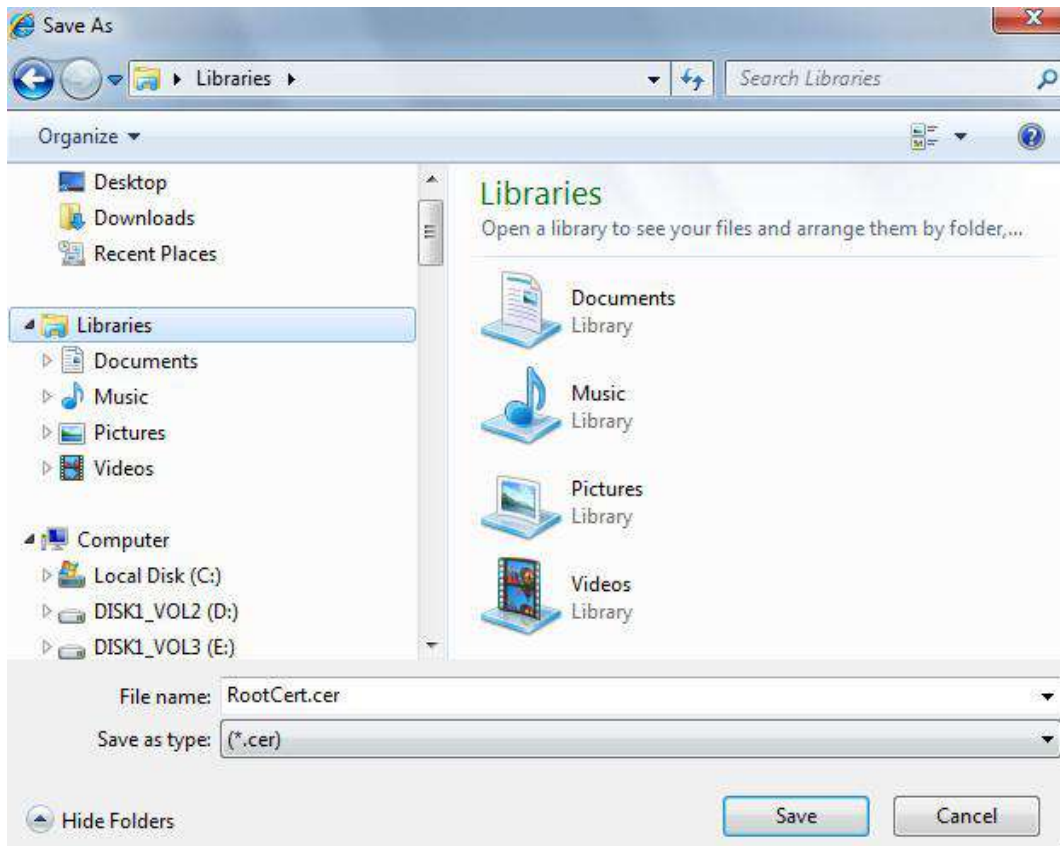 Save As
Libraries
Search Libraries
Organize
Desktop
Downloads
Recent Places
Libraries
Documents
Music
Pictures
Videos
Computer
Local Disk (C:)
DISK1_VOL2 (D:)
DISK1_VOL3 (E:)
Libraries
Open a library to see your files and arrange them by folder,...
Documents
Library
Music
Library
Pictures
Library
Videos
Library
File name: RootCert.cer
Save as type: (*.cer)
Hide Folders
Save
Cancel